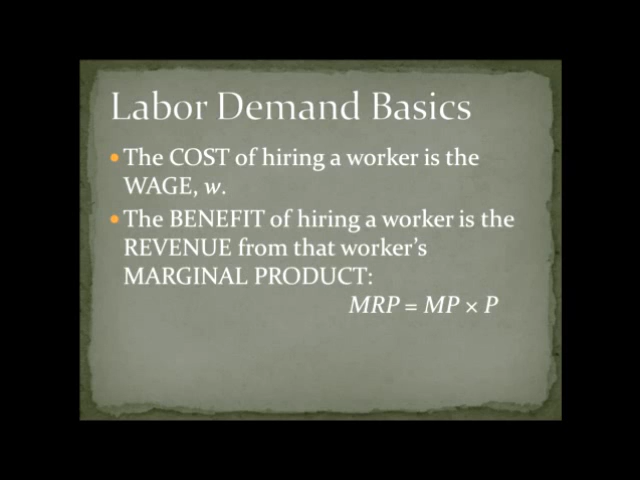 Labor Demand Basics
• The COST of hiring a worker is the
WAGE, w.
• The BENEFIT of hiring a worker is the
REVENUE from that worker’s
MARGINAL PRODUCT:
MRP = MP × P